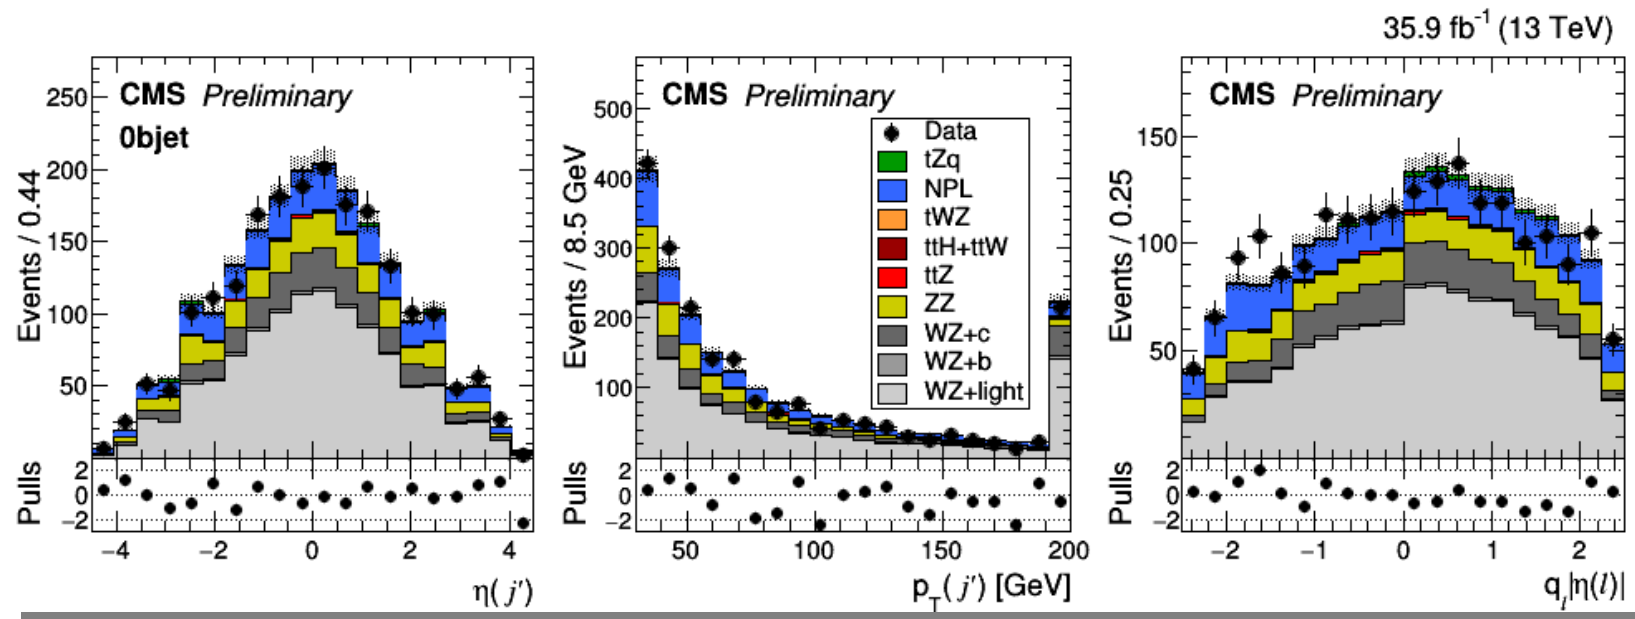 35.9 fb⁻¹ (13 TeV)
CMS Preliminary
0bjet
Events / 0.44
250
200
150
100
50
Pulls
2
0
−2
−4 −2 0 2 4
η(j′)
CMS Preliminary
Events / 8.5 GeV
500
400
300
200
100
Data
tZq
NPL
tWZ
ttH+ttW
ttZ
ZZ
WZ+c
WZ+b
WZ+light
Pulls
2
0
−2
50 100 150 200
p_T(j′) [GeV]
CMS Preliminary
Events / 0.25
150
100
50
Pulls
2
0
−2
−2 −1 0 1 2
q_l|η(l)|